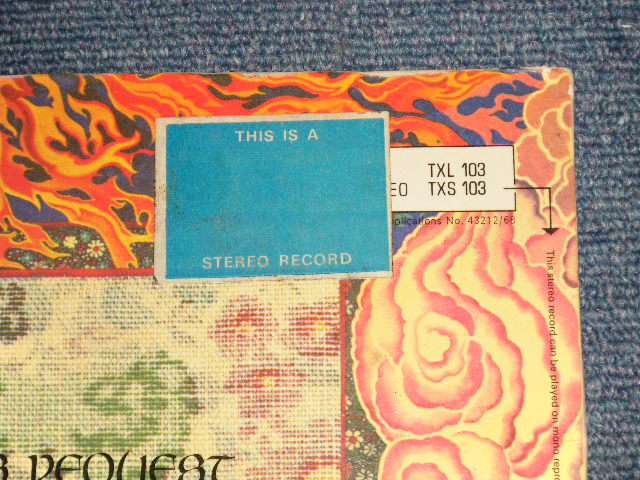 THIS IS A
STEREO RECORD
TXL 103
EO TXS 103
plications No. 43212/66
This stereo record can be played on mono repro
REQUEST